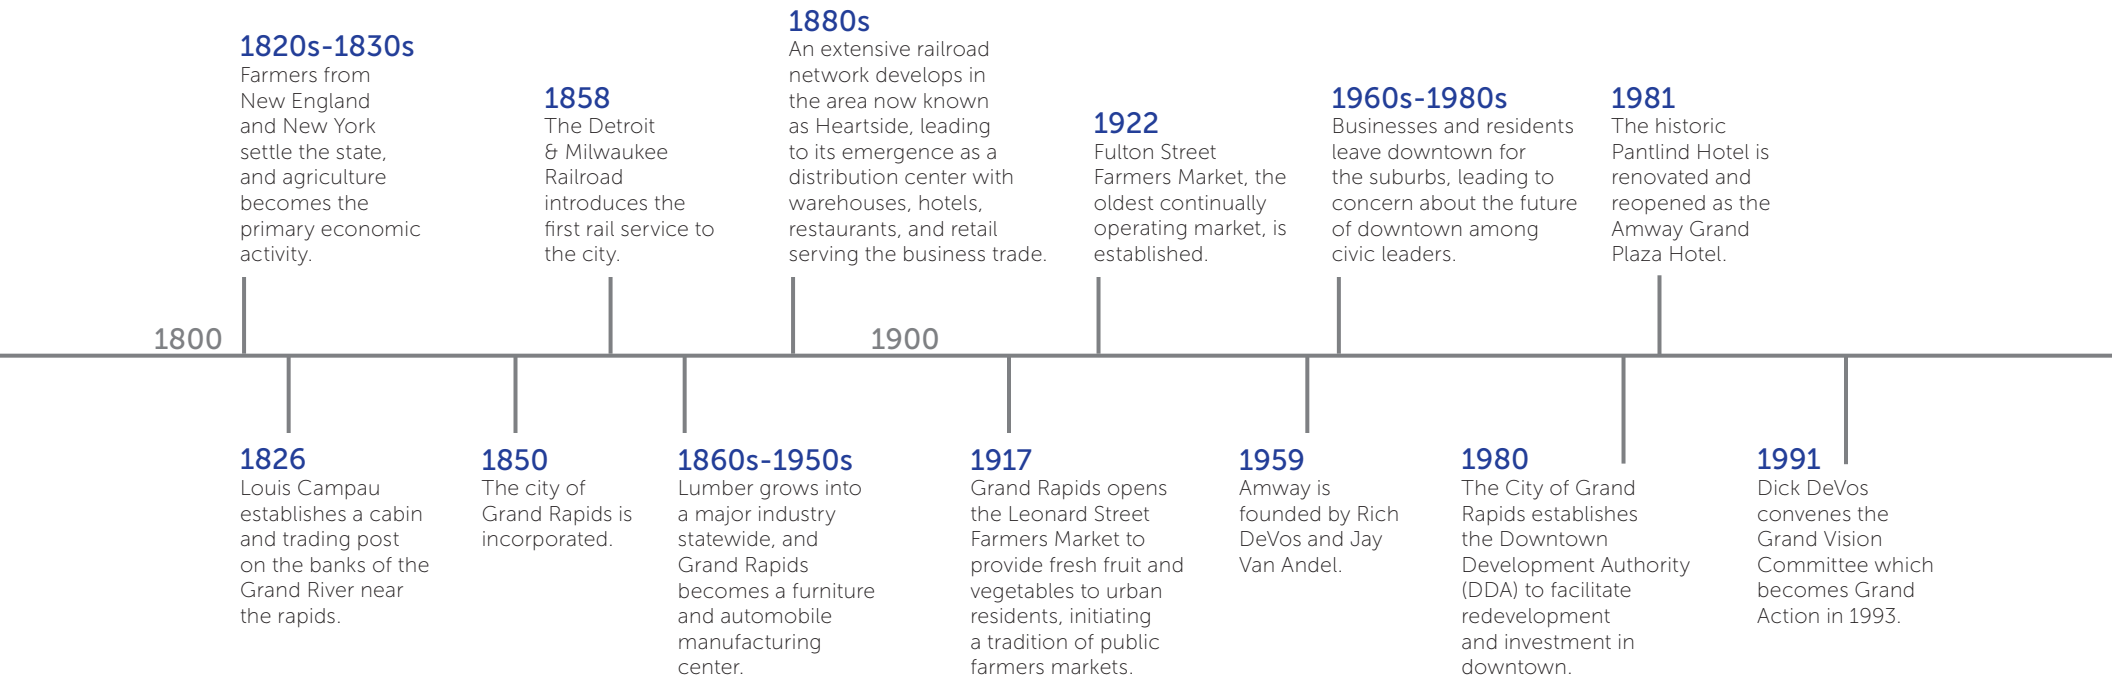 1820s-1830s
Farmers from
New England
and New York
settle the state,
and agriculture
becomes the
primary economic
activity.
1858
The Detroit
& Milwaukee
Railroad
introduces the
first rail service to
the city.
1880s
An extensive railroad
network develops in
the area now known
as Heartside, leading
to its emergence as a
distribution center with
warehouses, hotels,
restaurants, and retail
serving the business trade.
1922
Fulton Street
Farmers Market, the
oldest continually
operating market, is
established.
1960s-1980s
Businesses and residents
leave downtown for
the suburbs, leading to
concern about the future
of downtown among
civic leaders.
1981
The historic
Pantlind Hotel is
renovated and
reopened as the
Amway Grand
Plaza Hotel.
1800
1900
1826
Louis Campau
establishes a cabin
and trading post
on the banks of the
Grand River near
the rapids.
1850
The city of
Grand Rapids is
incorporated.
1860s-1950s
Lumber grows into
a major industry
statewide, and
Grand Rapids
becomes a furniture
and automobile
manufacturing
center.
1917
Grand Rapids opens
the Leonard Street
Farmers Market to
provide fresh fruit and
vegetables to urban
residents, initiating
a tradition of public
farmers markets.
1959
Amway is
founded by Rich
DeVos and Jay
Van Andel.
1980
The City of Grand
Rapids establishes
the Downtown
Development Authority
(DDA) to facilitate
redevelopment
and investment in
downtown.
1991
Dick DeVos
convenes the
Grand Vision
Committee which
becomes Grand
Action in 1993.